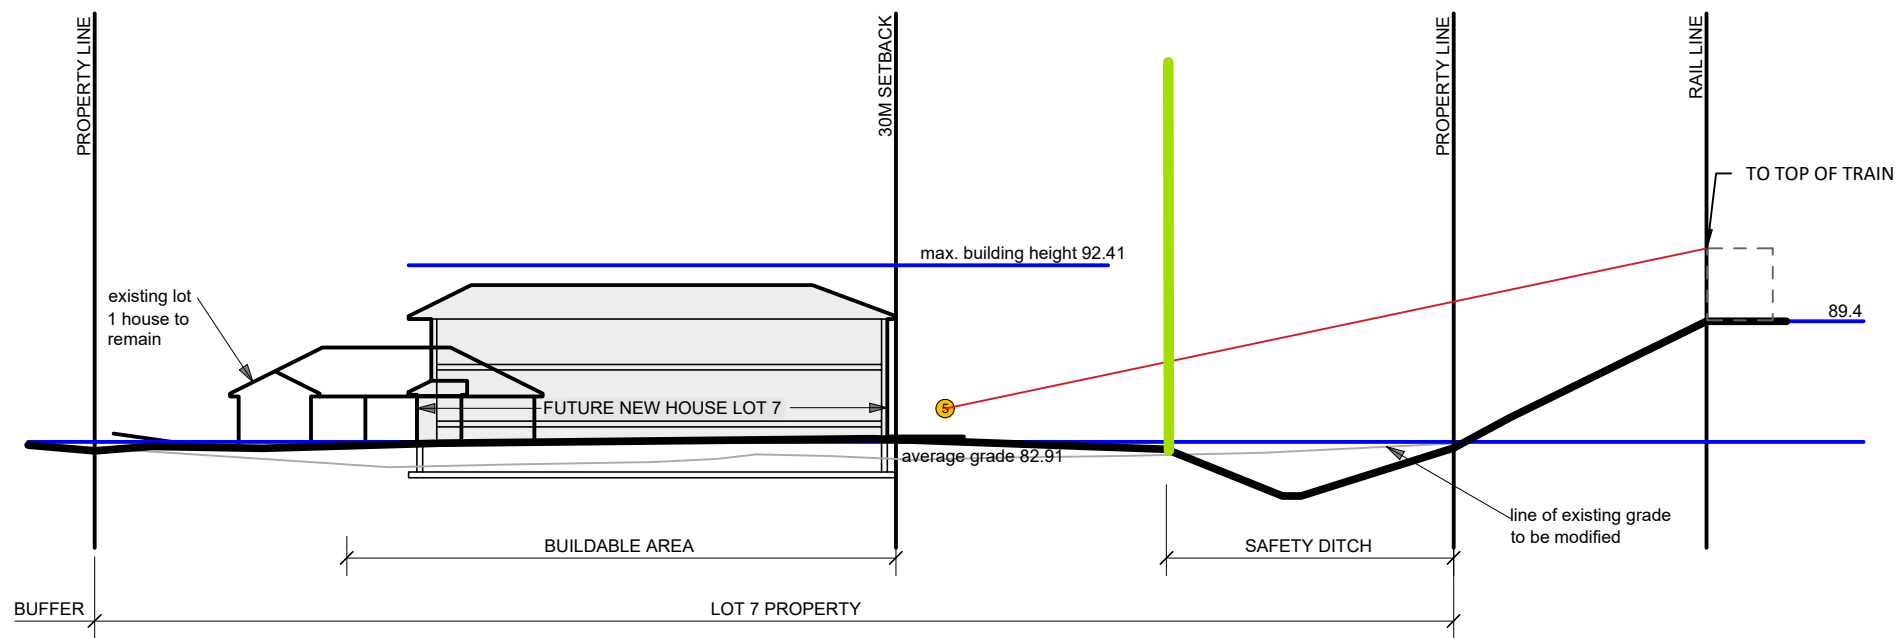 PROPERTY LINE
30M SETBACK
PROPERTY LINE
RAIL LINE
TO TOP OF TRAIN
max. building height 92.41
existing lot
1 house to
remain
89.4
FUTURE NEW HOUSE LOT 7
5
average grade 82.91
line of existing grade
to be modified
BUILDABLE AREA
SAFETY DITCH
BUFFER
LOT 7 PROPERTY